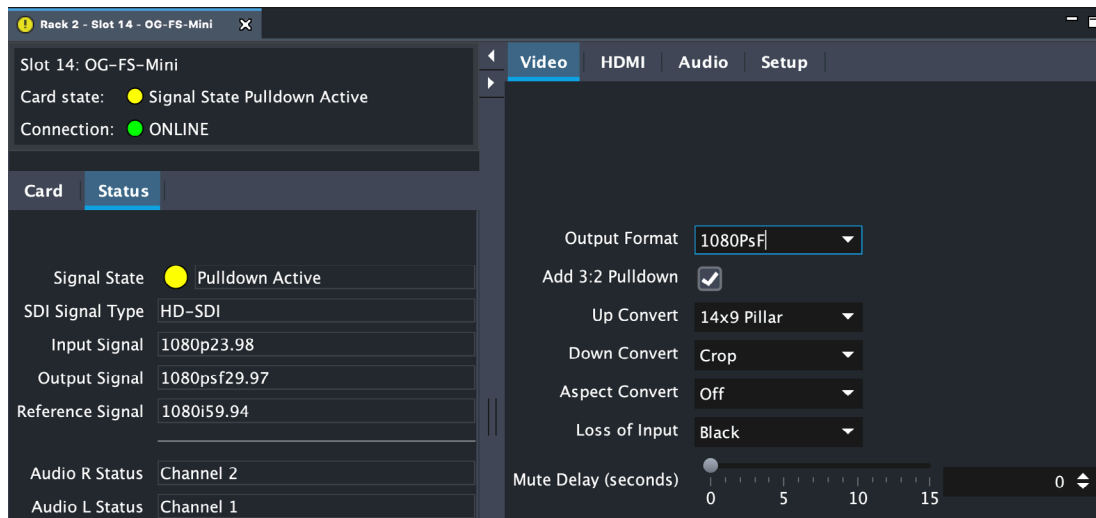 Rack 2 - Slot 14 - OG-FS-Mini
Slot 14: OG-FS-Mini
Card state: Signal State Pulldown Active
Connection: ONLINE
Card Status
Signal State Pulldown Active
SDI Signal Type HD-SDI
Input Signal 1080p23.98
Output Signal 1080psf29.97
Reference Signal 1080i59.94
Audio R Status Channel 2
Audio L Status Channel 1
Video HDMI Audio Setup
Output Format 1080PsF
Add 3:2 Pulldown
Up Convert 14x9 Pillar
Down Convert Crop
Aspect Convert Off
Loss of Input Black
Mute Delay (seconds) 0
0 5 10 15